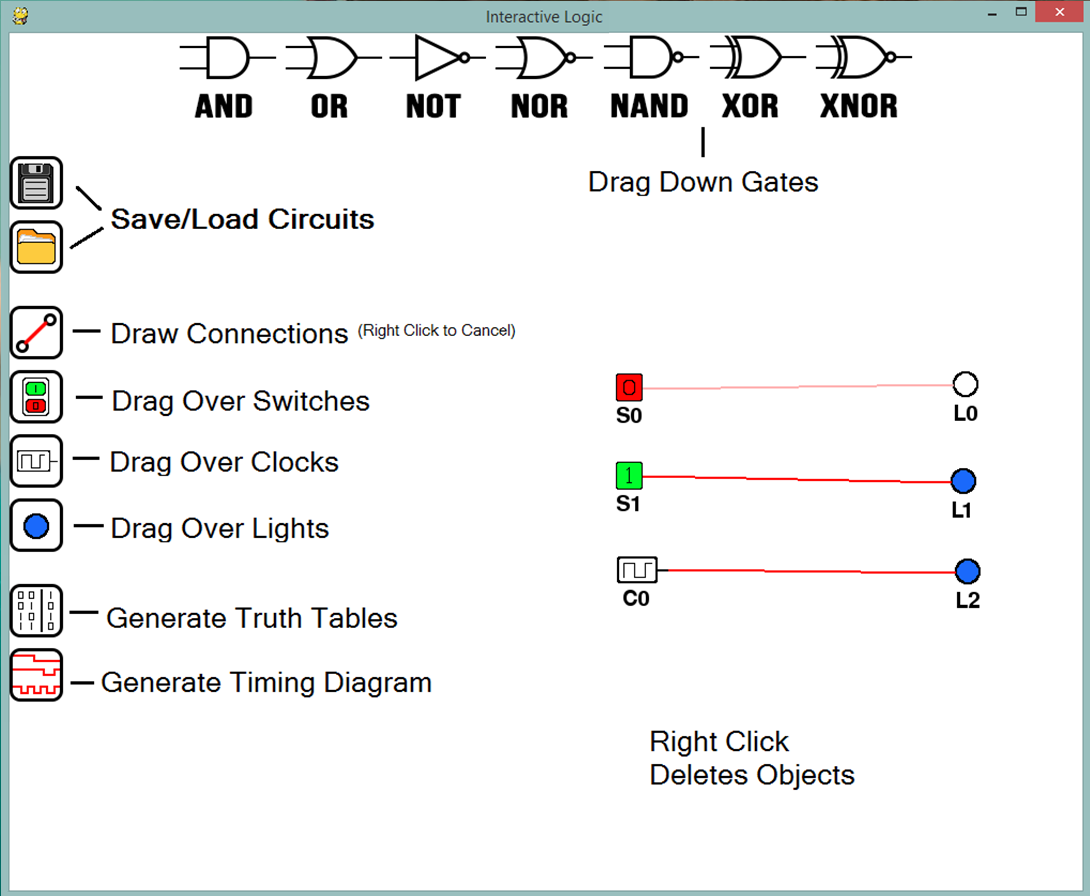 Interactive Logic
AND OR NOT NOR NAND XOR XNOR
Drag Down Gates
Save/Load Circuits
Draw Connections (Right Click to Cancel)
Drag Over Switches
Drag Over Clocks
Drag Over Lights
Generate Truth Tables
Generate Timing Diagram
0
S0
L0
1
S1
L1
C0
L2
Right Click
Deletes Objects